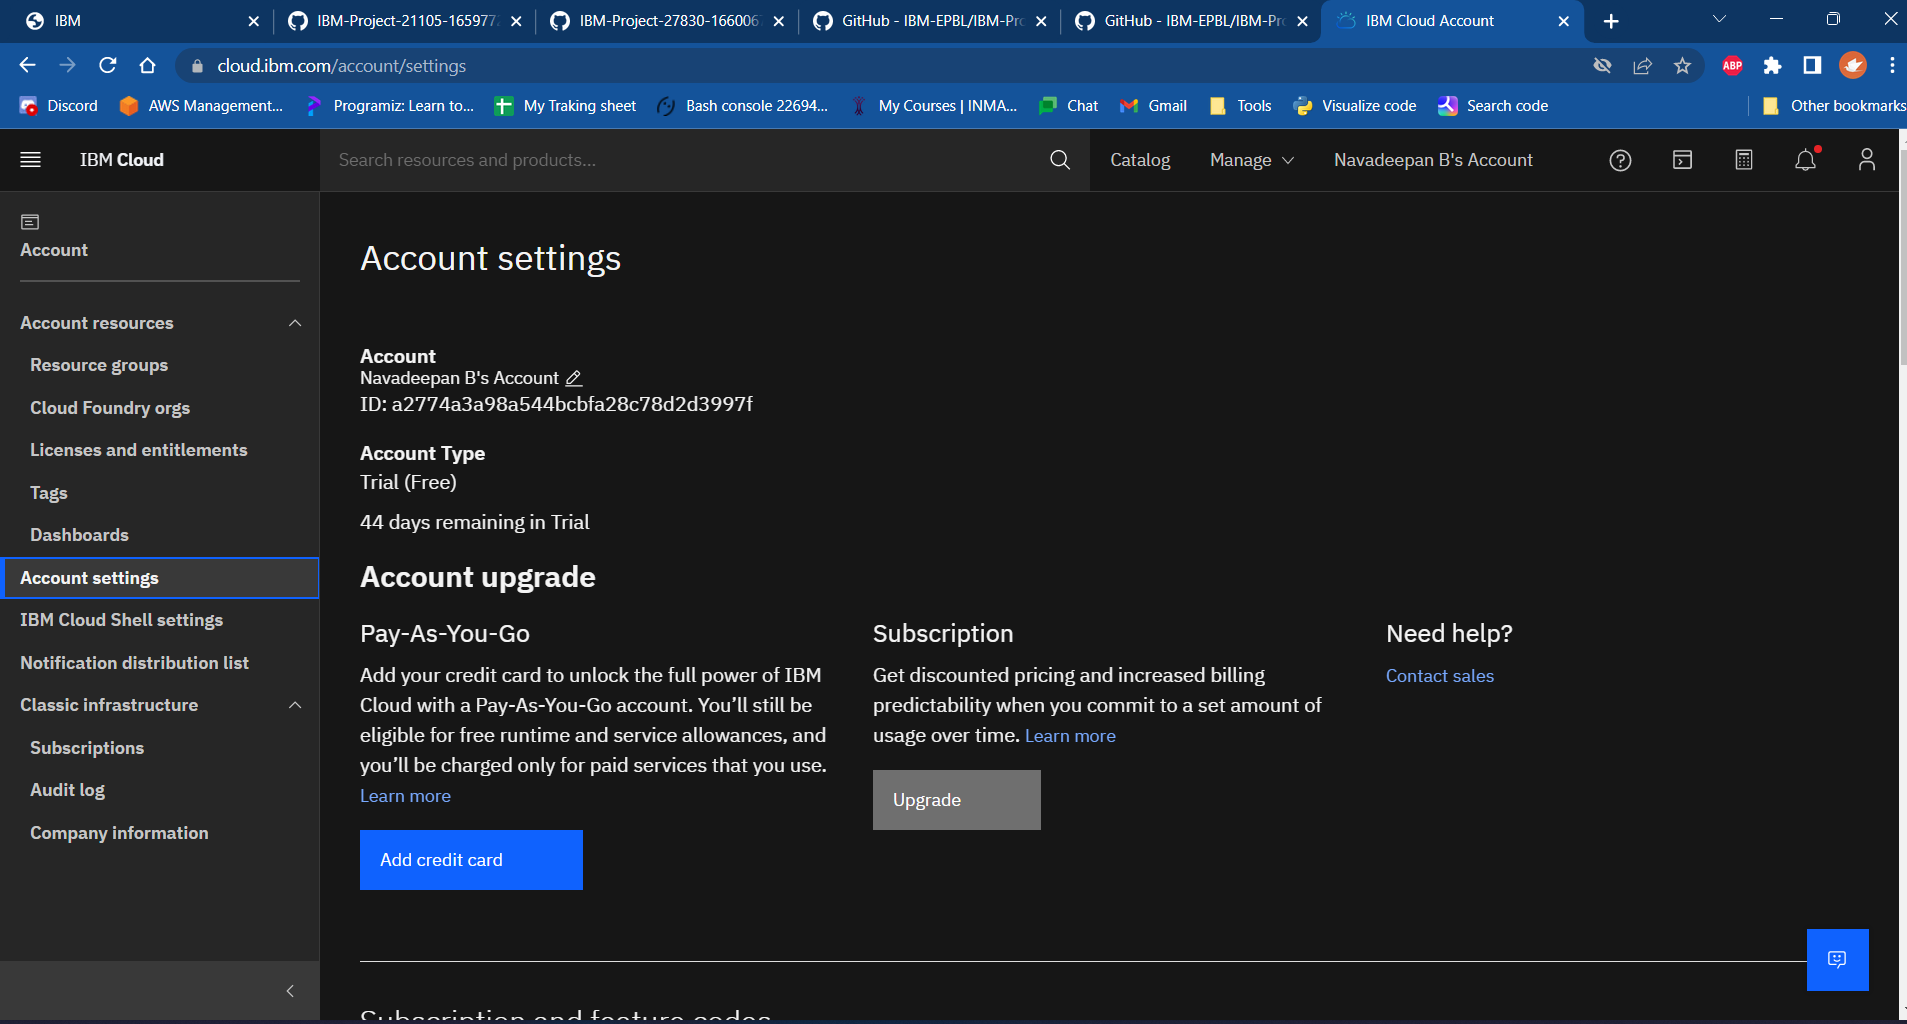 IBM
IBM-Project-21105-165977
IBM-Project-27830-166006
GitHub - IBM-EPBL/IBM-Pro
GitHub - IBM-EPBL/IBM-Pr
IBM Cloud Account
cloud.ibm.com/account/settings
ABP
Discord
AWS Management...
Programiz: Learn to...
My Traking sheet
Bash console 22694...
My Courses | INMA...
Chat
Gmail
Tools
Visualize code
Search code
Other bookmarks
IBM Cloud
Search resources and products...
Catalog
Manage
Navadeepan B's Account
Account
Account resources
Resource groups
Cloud Foundry orgs
Licenses and entitlements
Tags
Dashboards
Account settings
IBM Cloud Shell settings
Notification distribution list
Classic infrastructure
Subscriptions
Audit log
Company information
Account settings
Account
Navadeepan B's Account
ID: a2774a3a98a544bcbfa28c78d2d3997f
Account Type
Trial (Free)
44 days remaining in Trial
Account upgrade
Pay-As-You-Go
Add your credit card to unlock the full power of IBM
Cloud with a Pay-As-You-Go account. You’ll still be
eligible for free runtime and service allowances, and
you’ll be charged only for paid services that you use.
Learn more
Add credit card
Subscription
Get discounted pricing and increased billing
predictability when you commit to a set amount of
usage over time. Learn more
Upgrade
Need help?
Contact sales
Subscription and feature codes